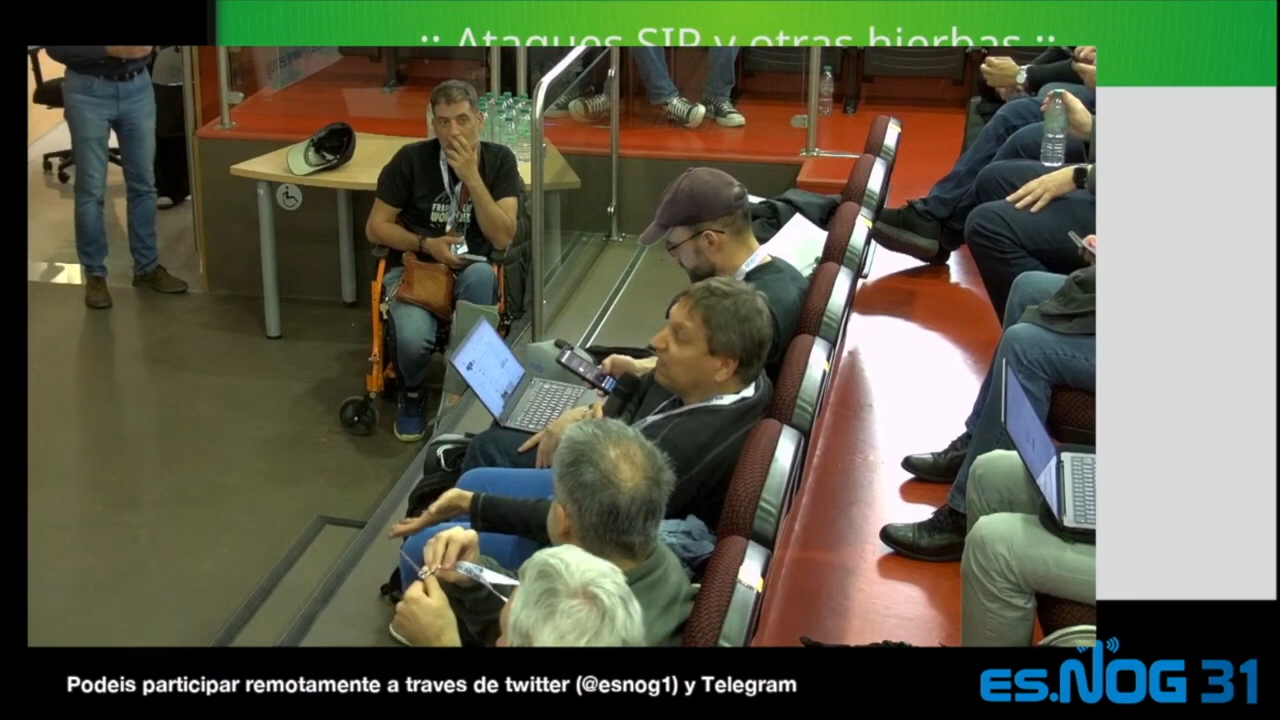 :: Ataques SIP y otras hierbas ::
Podeis participar remotamente a traves de twitter (@esnog1) y Telegram
es.NOG 31